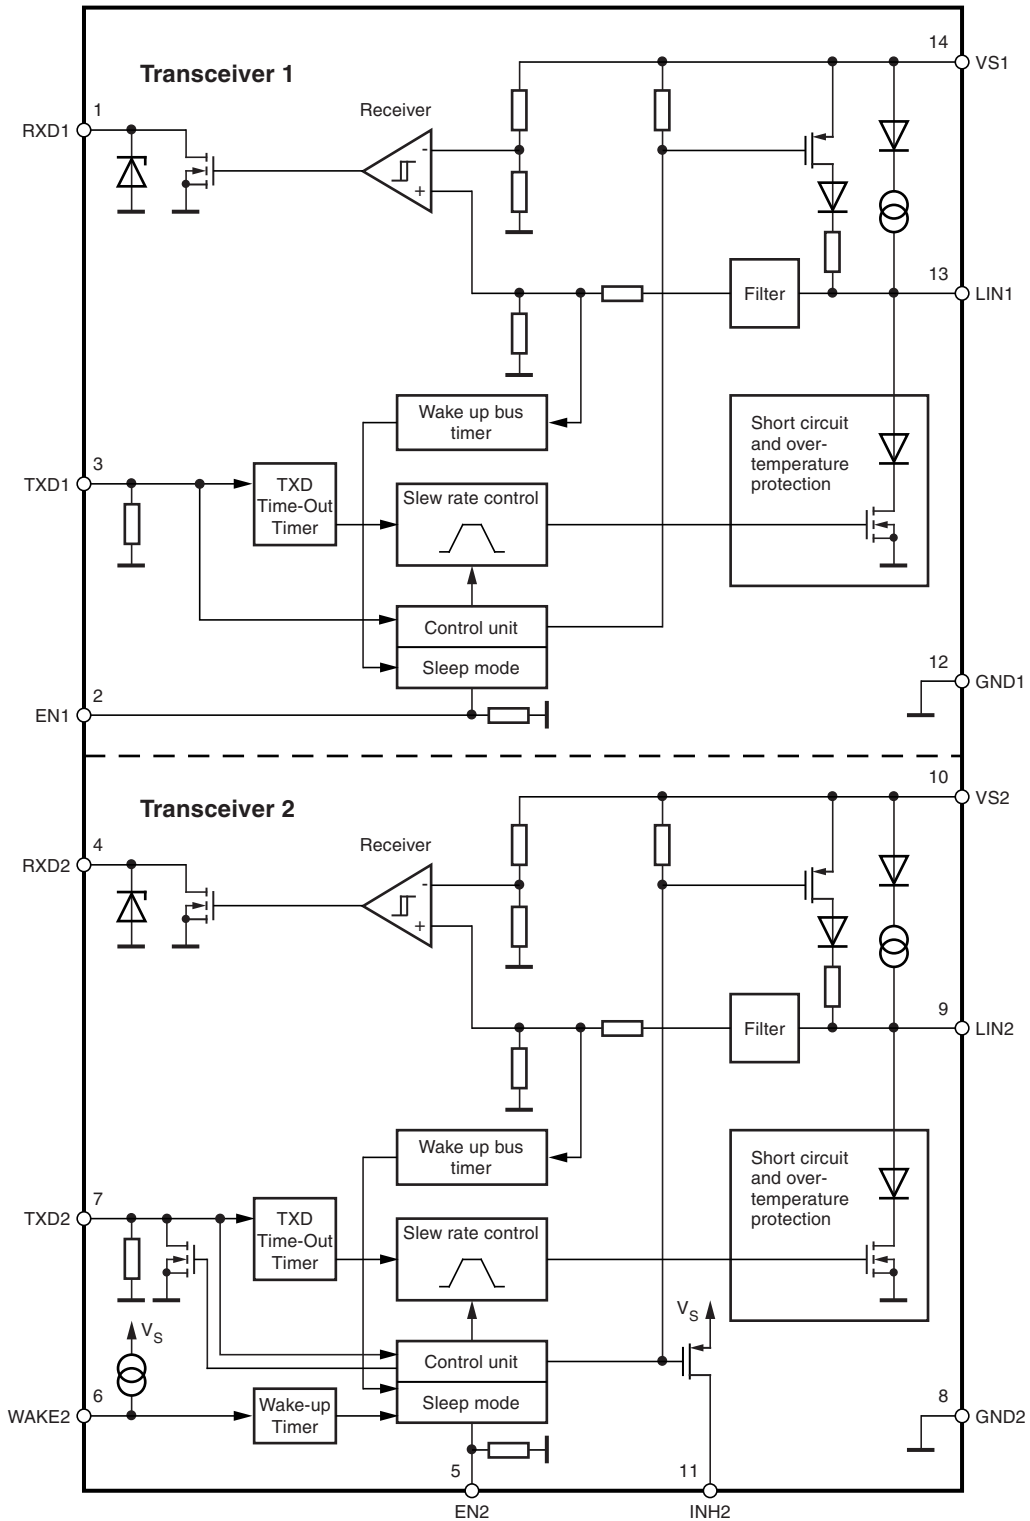 14
VS1
Transceiver 1
1
Receiver
RXD1
-
+
13
Filter
LIN1
Wake up bus
timer
Short circuit
and over-
temperature
protection
3
TXD1
TXD
Time-Out
Timer
Slew rate control
Control unit
Sleep mode
12
GND1
2
EN1
10
VS2
Transceiver 2
4
Receiver
RXD2
-
+
9
Filter
LIN2
Wake up bus
timer
Short circuit
and over-
temperature
protection
7
TXD2
TXD
Time-Out
Timer
Slew rate control
VS
VS
Control unit
Sleep mode
6
WAKE2
Wake-up
Timer
8
GND2
5
11
EN2
INH2